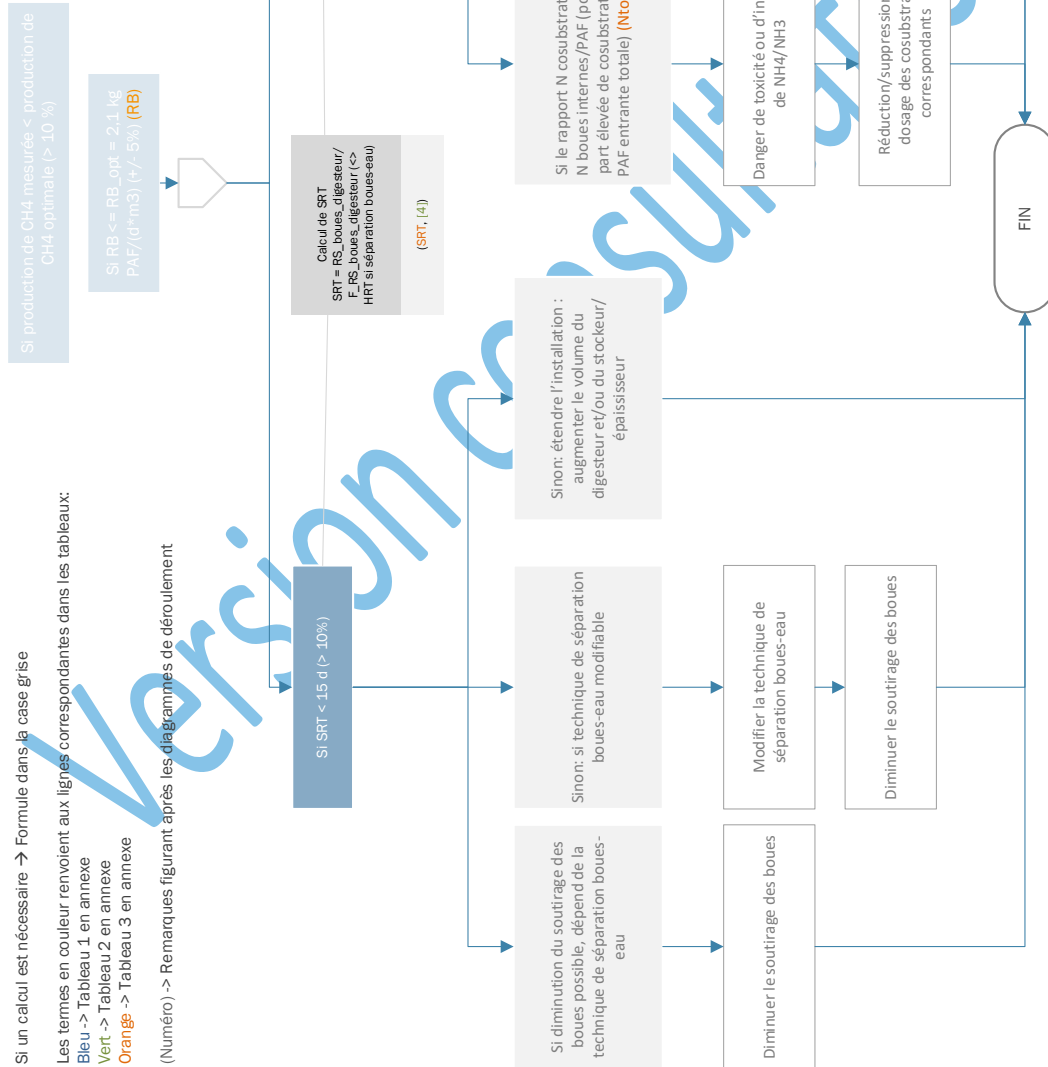 Si un calcul est nécessaire → Formule dans la case grise
Les termes en couleur renvoient aux lignes correspondantes dans les tableaux:
Bleu -> Tableau 1 en annexe
Vert -> Tableau 2 en annexe
Orange -> Tableau 3 en annexe
(Numéro) -> Remarques figurant après les diagrammes de déroulement
Si production de CH4 mesurée < production de
CH4 optimale (> 10 %)
Si RB <= RB_opt = 2,1 kg
PAF/(d*m3) (+/- 5%) (RB)
Si SRT < 15 d (> 10%)
Calcul de SRT
SRT = RS_boues_digesteur/
F_RS_boues_digesteur (<>
HRT si séparation boues-eau)
(SRT, [4])
Si diminution du soutirage des
boues possible, dépend de la
technique de séparation boues-
eau
Sinon: si technique de séparation
boues-eau modifiable
Sinon: étendre l'installation :
augmenter le volume du
digesteur et/ou du stockeur/
épaississeur
Si le rapport N cosubstrat
N boues internes/PAF (po
part élevée de cosubstrat
PAF entrante totale) (Nto
Diminuer le soutirage des boues
Modifier la technique de
séparation boues-eau
Diminuer le soutirage des boues
Danger de toxicité ou d'in
de NH4/NH3
Réduction/suppression
dosage des cosubstra
correspondants
FIN
Version consultat